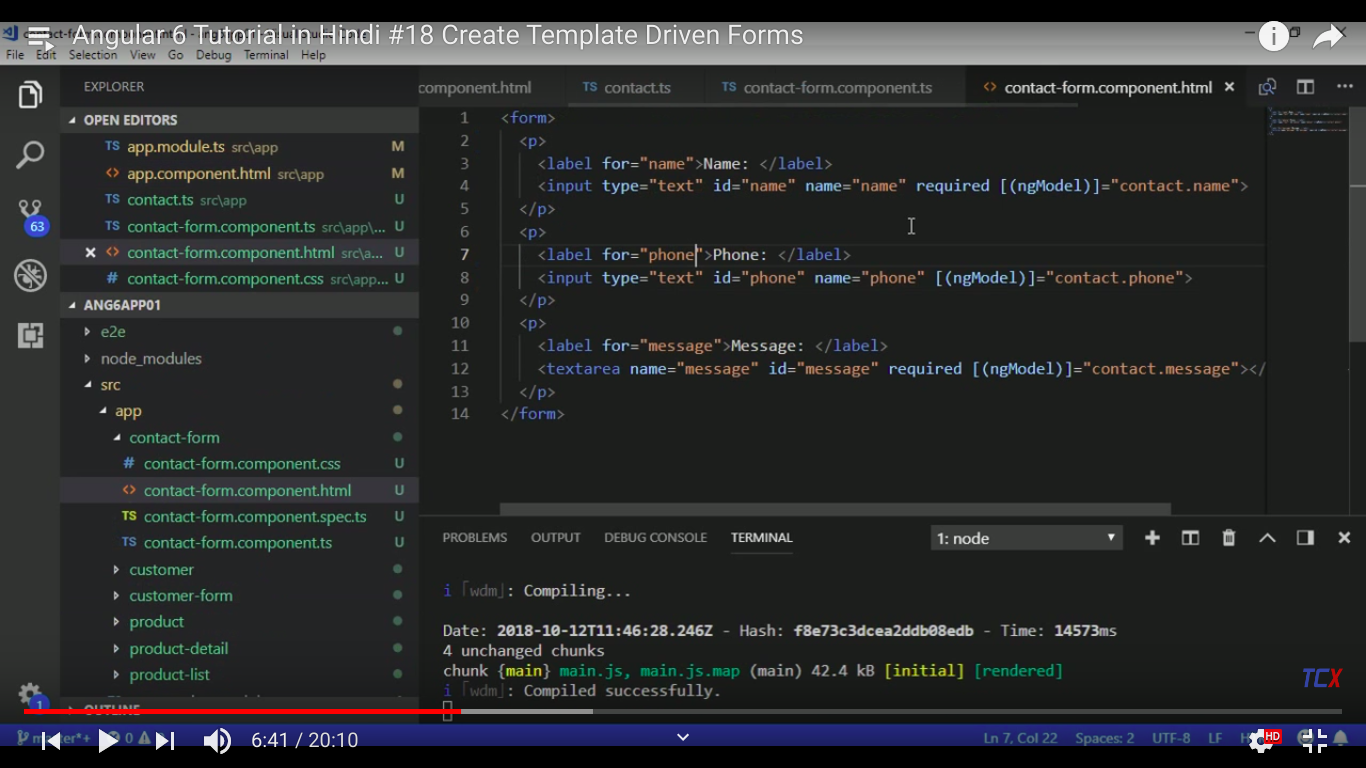 Angular 6 Tutorial in Hindi #18 Create Template Driven Forms
File Edit Selection View Go Debug Terminal Help
EXPLORER
OPEN EDITORS
TS app.module.ts src\app M
<> app.component.html src\app M
TS contact.ts src\app U
TS contact-form.component.ts src\app\... U
<> contact-form.component.html src\a... U
# contact-form.component.css src\app... U
63
ANG6APP01
e2e
node_modules
src
app
contact-form
# contact-form.component.css U
<> contact-form.component.html U
TS contact-form.component.spec.ts U
TS contact-form.component.ts U
customer
customer-form
product
product-detail
product-list
OUTLINE
1
component.html TS contact.ts TS contact-form.component.ts <> contact-form.component.html
1 <form>
2 <p>
3 <label for="name">Name: </label>
4 <input type="text" id="name" name="name" required [(ngModel)]="contact.name">
5 </p>
6 <p>
7 <label for="phone">Phone: </label>
8 <input type="text" id="phone" name="phone" [(ngModel)]="contact.phone">
9 </p>
10 <p>
11 <label for="message">Message: </label>
12 <textarea name="message" id="message" required [(ngModel)]="contact.message"></
13 </p>
14 </form>
PROBLEMS OUTPUT DEBUG CONSOLE TERMINAL 1: node
i ｢wdm｣: Compiling...
Date: 2018-10-12T11:46:28.246Z - Hash: f8e73c3dcea2ddb08edb - Time: 14573ms
4 unchanged chunks
chunk {main} main.js, main.js.map (main) 42.4 kB [initial] [rendered]
i ｢wdm｣: Compiled successfully.
TCX
0 Ln 7, Col 22 Spaces: 2 UTF-8 LF
6:41 / 20:10
HD